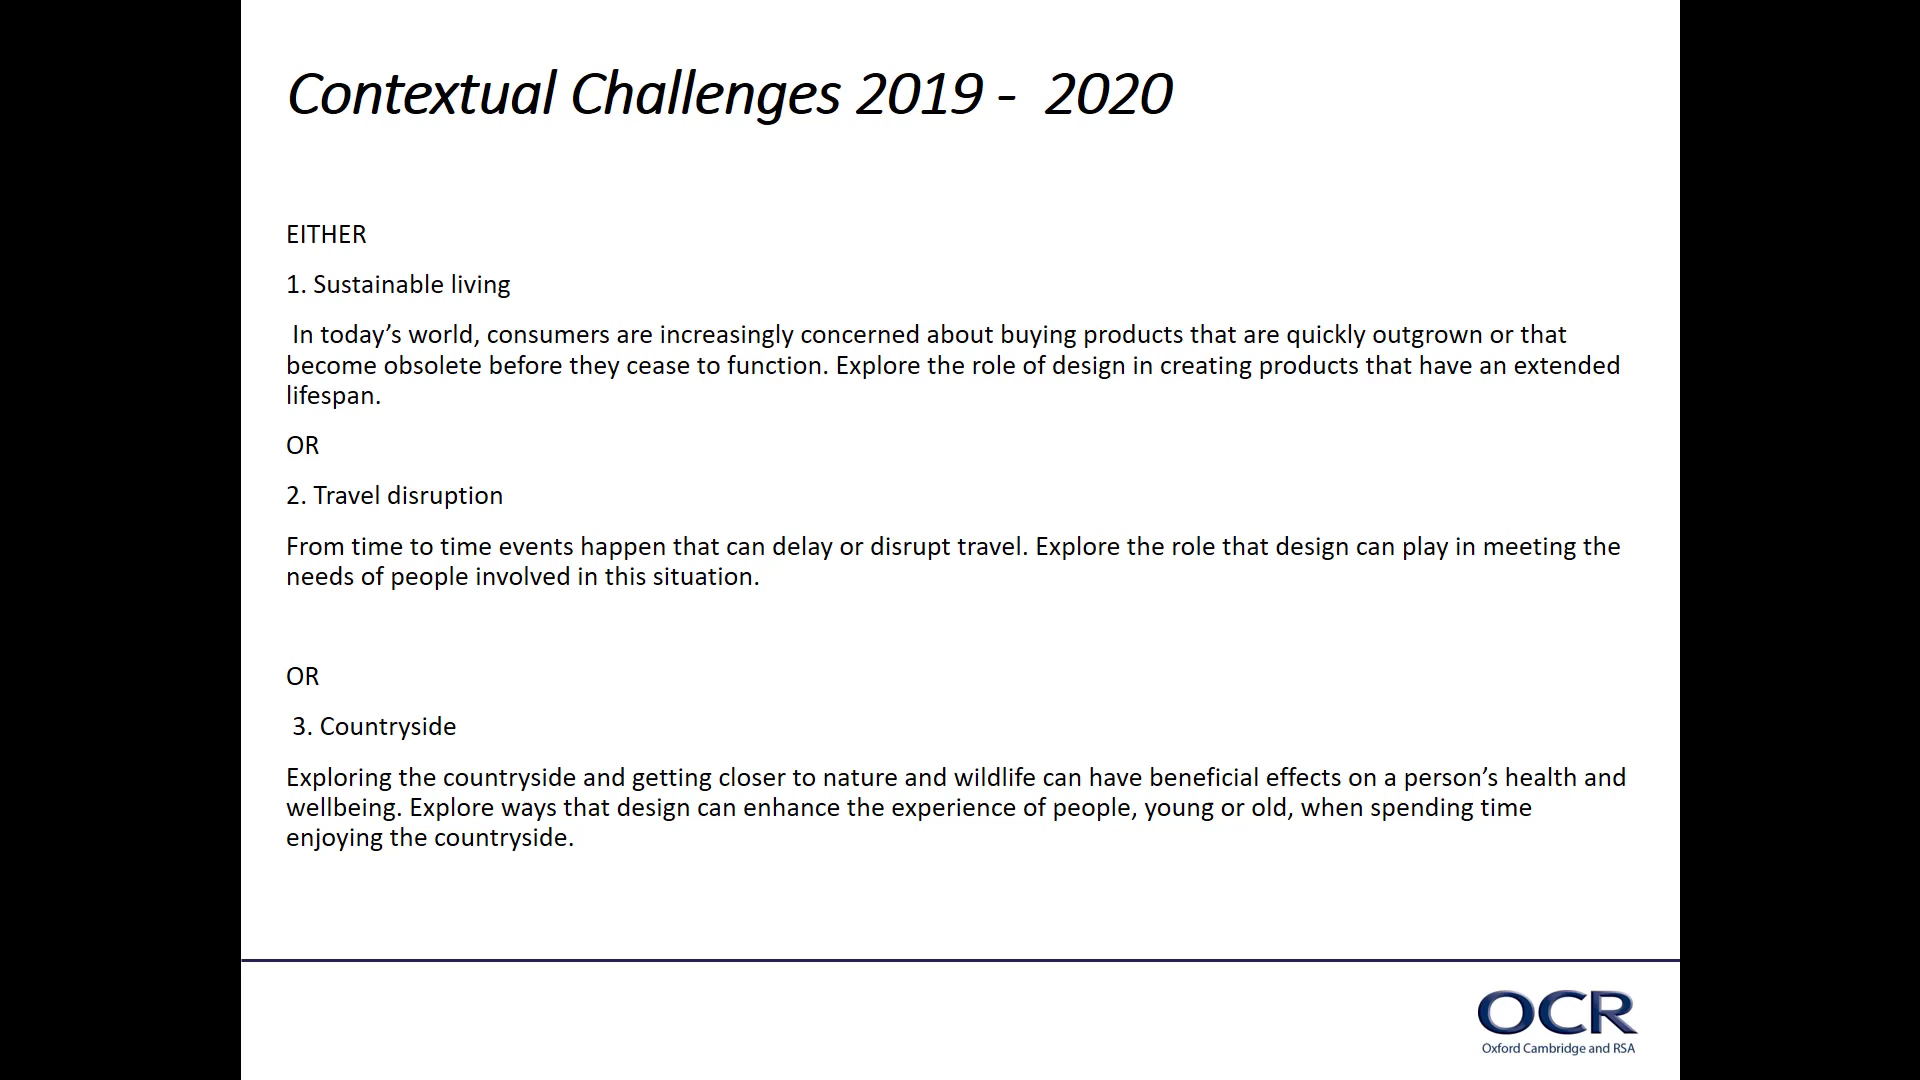 Contextual Challenges 2019 -  2020
EITHER
1. Sustainable living
In today’s world, consumers are increasingly concerned about buying products that are quickly outgrown or that
become obsolete before they cease to function. Explore the role of design in creating products that have an extended
lifespan.
OR
2. Travel disruption
From time to time events happen that can delay or disrupt travel. Explore the role that design can play in meeting the
needs of people involved in this situation.
OR
3. Countryside
Exploring the countryside and getting closer to nature and wildlife can have beneficial effects on a person’s health and
wellbeing. Explore ways that design can enhance the experience of people, young or old, when spending time
enjoying the countryside.
OCR
Oxford Cambridge and RSA